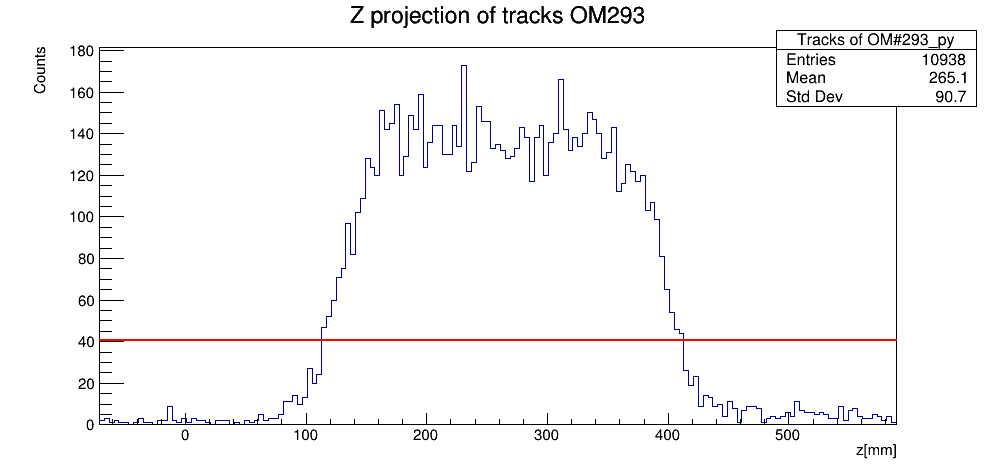 Z projection of tracks OM293
Tracks of OM#293_py
Entries 10938
Mean 265.1
Std Dev 90.7
Counts
180
160
140
120
100
80
60
40
20
0
0 100 200 300 400 500
z[mm]